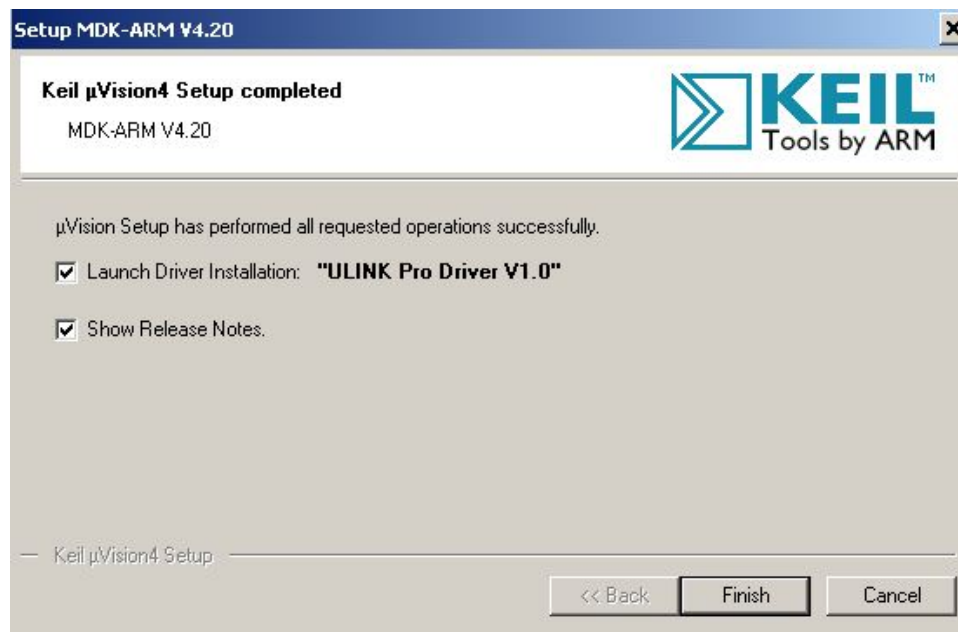 Setup MDK-ARM V4.20
Keil µVision4 Setup completed
MDK-ARM V4.20
KEIL™
Tools by ARM
µVision Setup has performed all requested operations successfully.
Launch Driver Installation: "ULINK Pro Driver V1.0"
Show Release Notes.
Keil µVision4 Setup
<< Back Finish Cancel